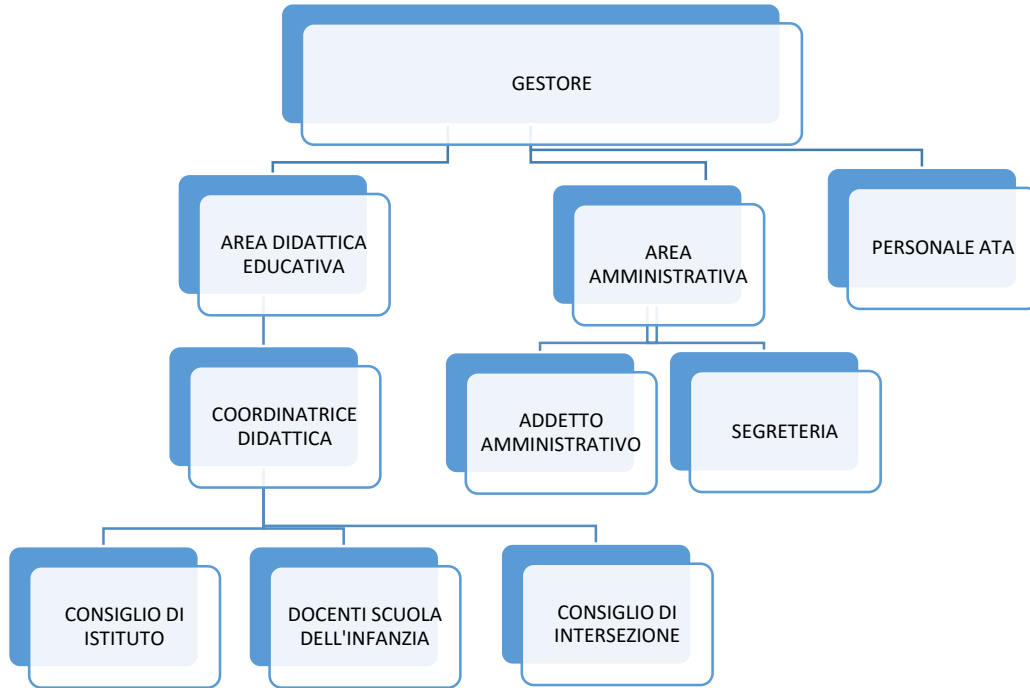 GESTORE
AREA DIDATTICA
EDUCATIVA
AREA
AMMINISTRATIVA
PERSONALE ATA
COORDINATRICE
DIDATTICA
ADDETTO
AMMINISTRATIVO
SEGRETERIA
CONSIGLIO DI
ISTITUTO
DOCENTI SCUOLA
DELL'INFANZIA
CONSIGLIO DI
INTERSEZIONE